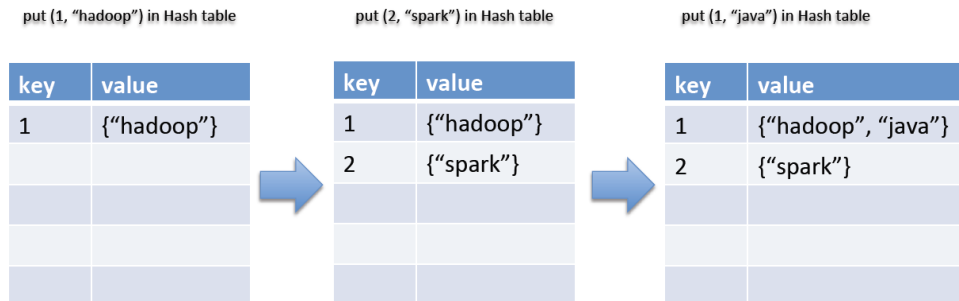 put (1, “hadoop”) in Hash table
key value
1 {“hadoop”}
put (2, “spark”) in Hash table
key value
1 {“hadoop”}
2 {“spark”}
put (1, “java”) in Hash table
key value
1 {“hadoop”, “java”}
2 {“spark”}